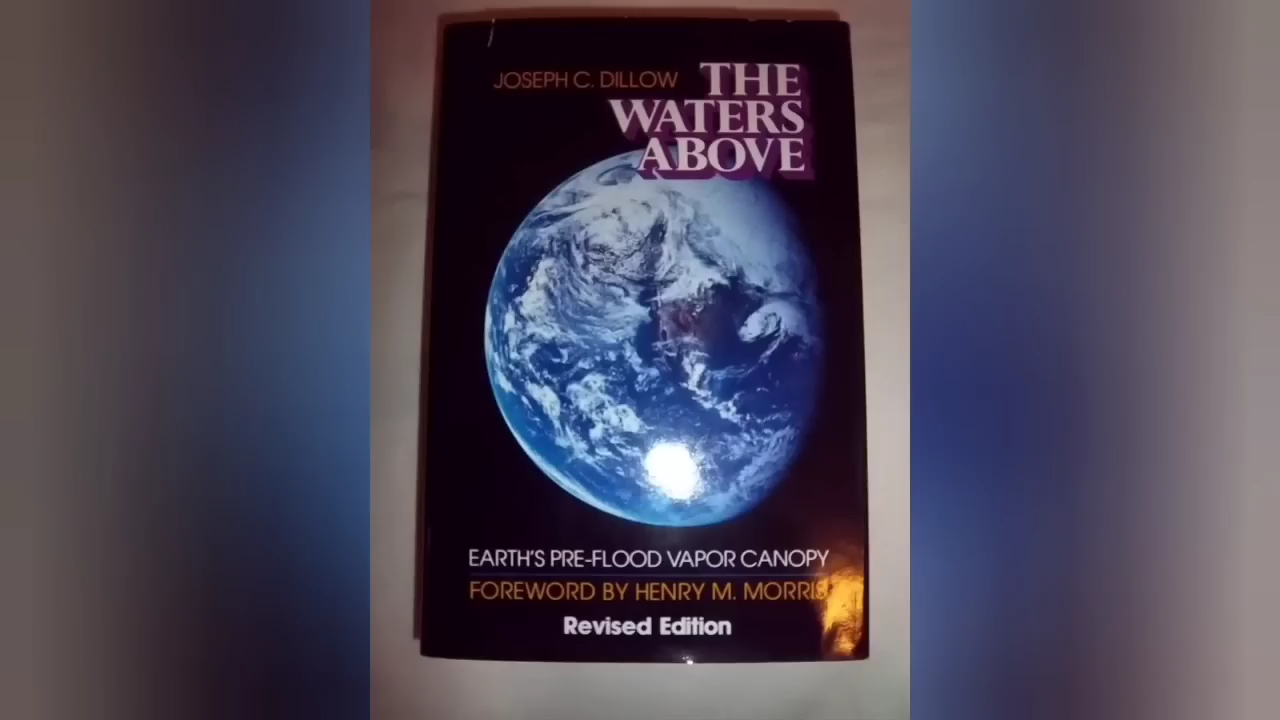 JOSEPH C. DILLOW
THE
WATERS
ABOVE
EARTH'S PRE-FLOOD VAPOR CANOPY
FOREWORD BY HENRY M. MORRIS
Revised Edition